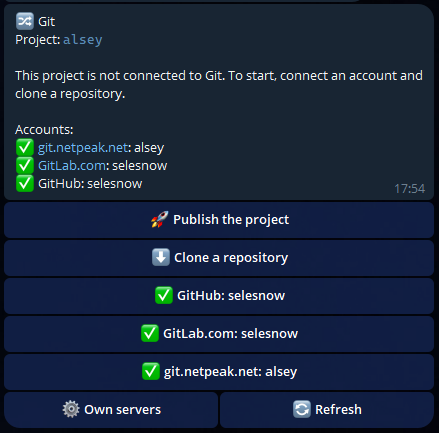 🔀 Git
Project: alsey
This project is not connected to Git. To start, connect an account and
clone a repository.
Accounts:
✅ git.netpeak.net: alsey
✅ GitLab.com: selesnow
✅ GitHub: selesnow
17:54
🚀 Publish the project
⬇️ Clone a repository
✅ GitHub: selesnow
✅ GitLab.com: selesnow
✅ git.netpeak.net: alsey
⚙️ Own servers
🔄 Refresh